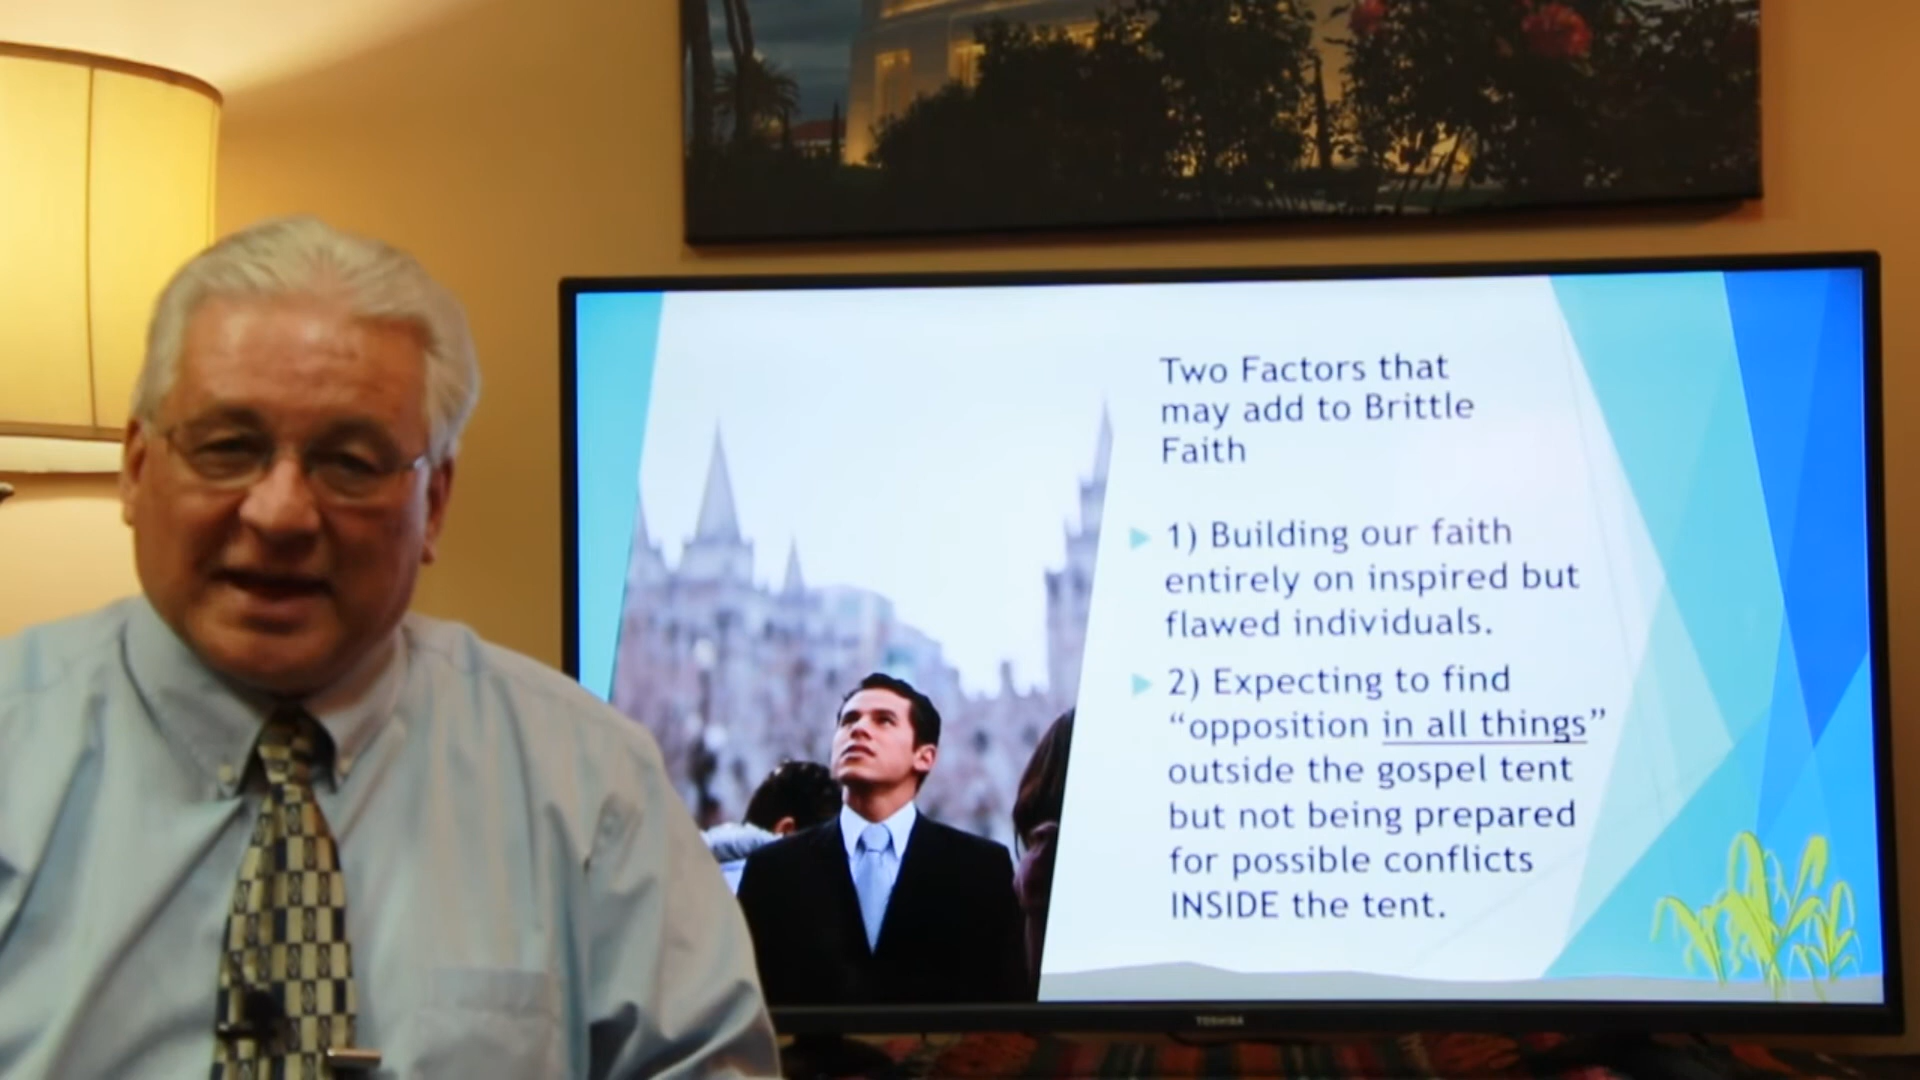 Two Factors that
may add to Brittle
Faith
1) Building our faith
entirely on inspired but
flawed individuals.
2) Expecting to find
“opposition in all things”
outside the gospel tent
but not being prepared
for possible conflicts
INSIDE the tent.
TOSHIBA